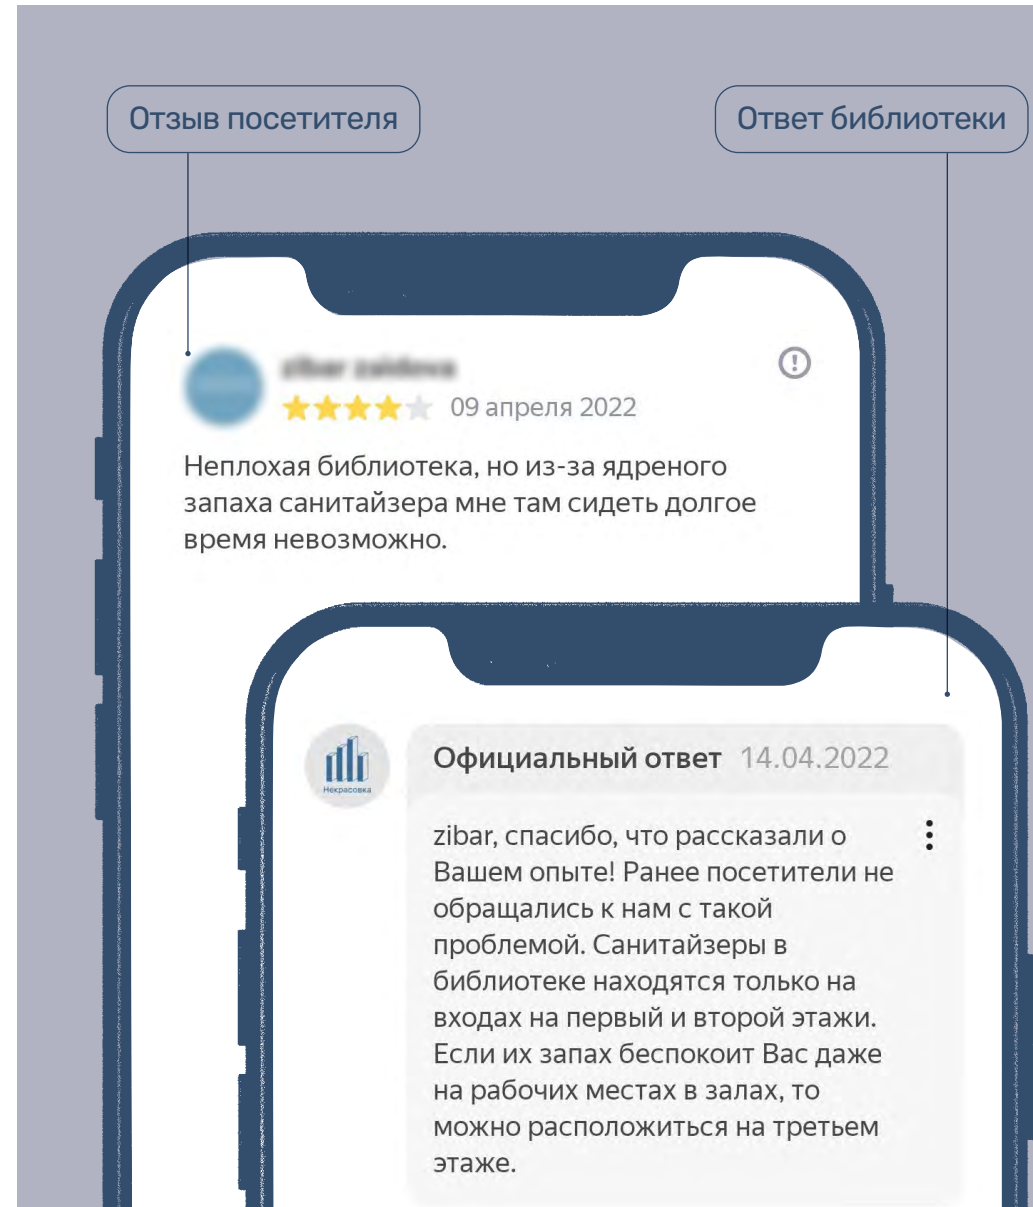 Отзыв посетителя
Ответ библиотеки
09 апреля 2022
Неплохая библиотека, но из-за ядреного
запаха санитайзера мне там сидеть долгое
время невозможно.
Некрасовка
Официальный ответ 14.04.2022
zibar, спасибо, что рассказали о
Вашем опыте! Ранее посетители не
обращались к нам с такой
проблемой. Санитайзеры в
библиотеке находятся только на
входах на первый и второй этажи.
Если их запах беспокоит Вас даже
на рабочих местах в залах, то
можно расположиться на третьем
этаже.